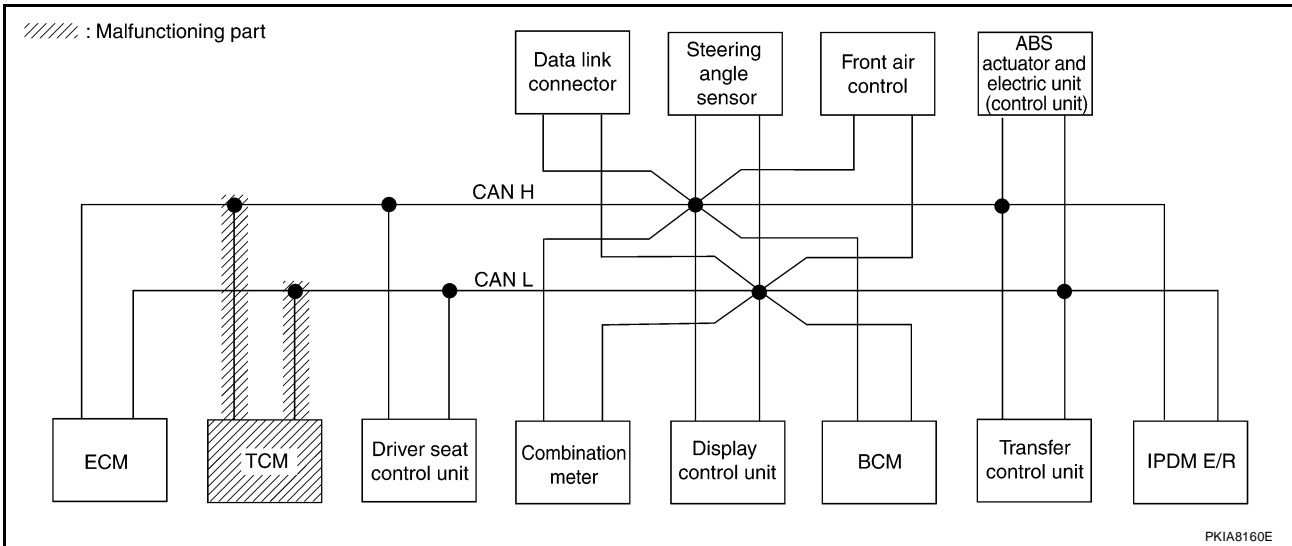 : Malfunctioning part
Data link
connector
Steering
angle
sensor
Front air
control
ABS
actuator and
electric unit
(control unit)
CAN H
CAN L
ECM
TCM
Driver seat
control unit
Combination
meter
Display
control unit
BCM
Transfer
control unit
IPDM E/R
PKIA8160E